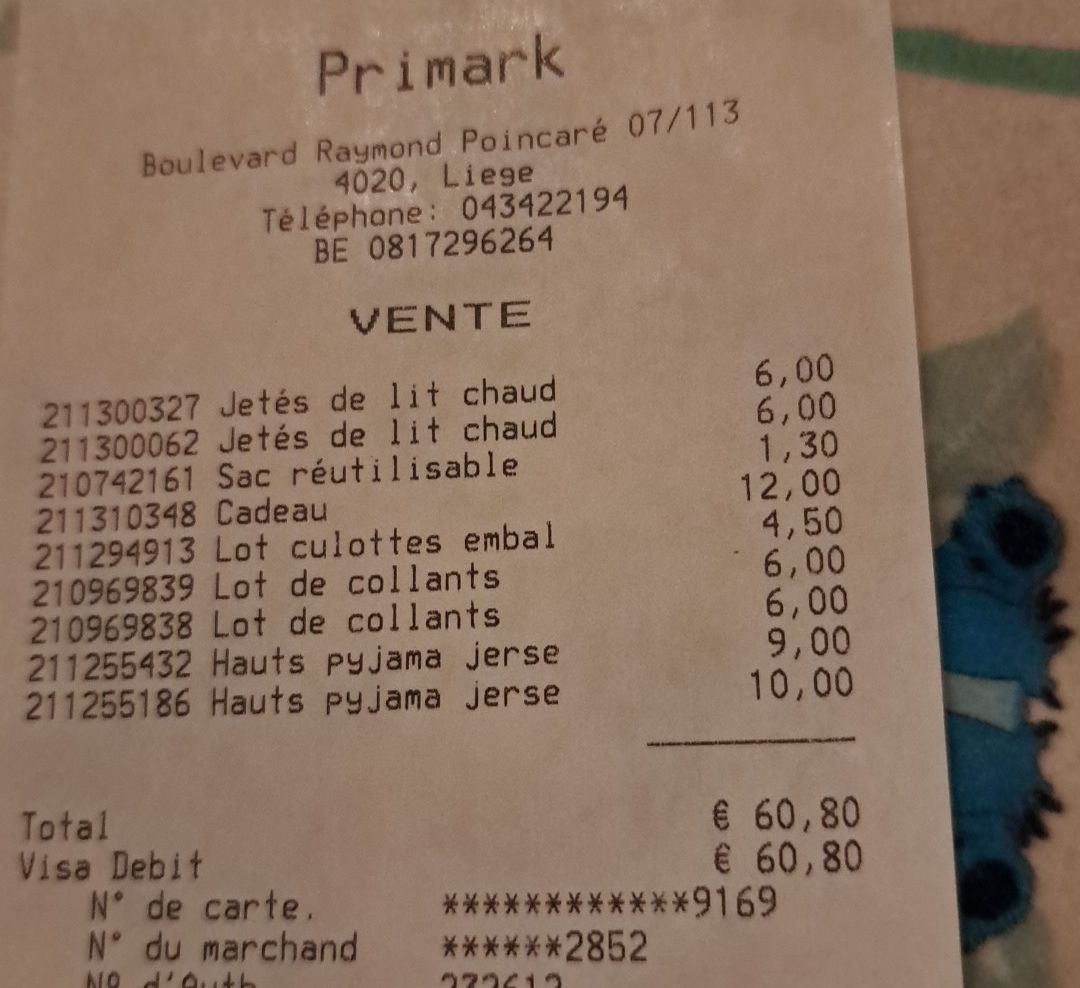 Primark
Boulevard Raymond Poincaré 07/113
4020, Liege
Téléphone: 043422194
BE 0817296264
VENTE
211300327 Jetés de lit chaud 6,00
211300062 Jetés de lit chaud 6,00
210742161 Sac réutilisable 1,30
211310348 Cadeau 12,00
211294913 Lot culottes embal 4,50
210969839 Lot de collants 6,00
210969838 Lot de collants 6,00
211255432 Hauts pyjama jerse 9,00
211255186 Hauts pyjama jerse 10,00
Total € 60,80
Visa Debit € 60,80
N° de carte. ************9169
N° du marchand ******2852
Nº d'Auth